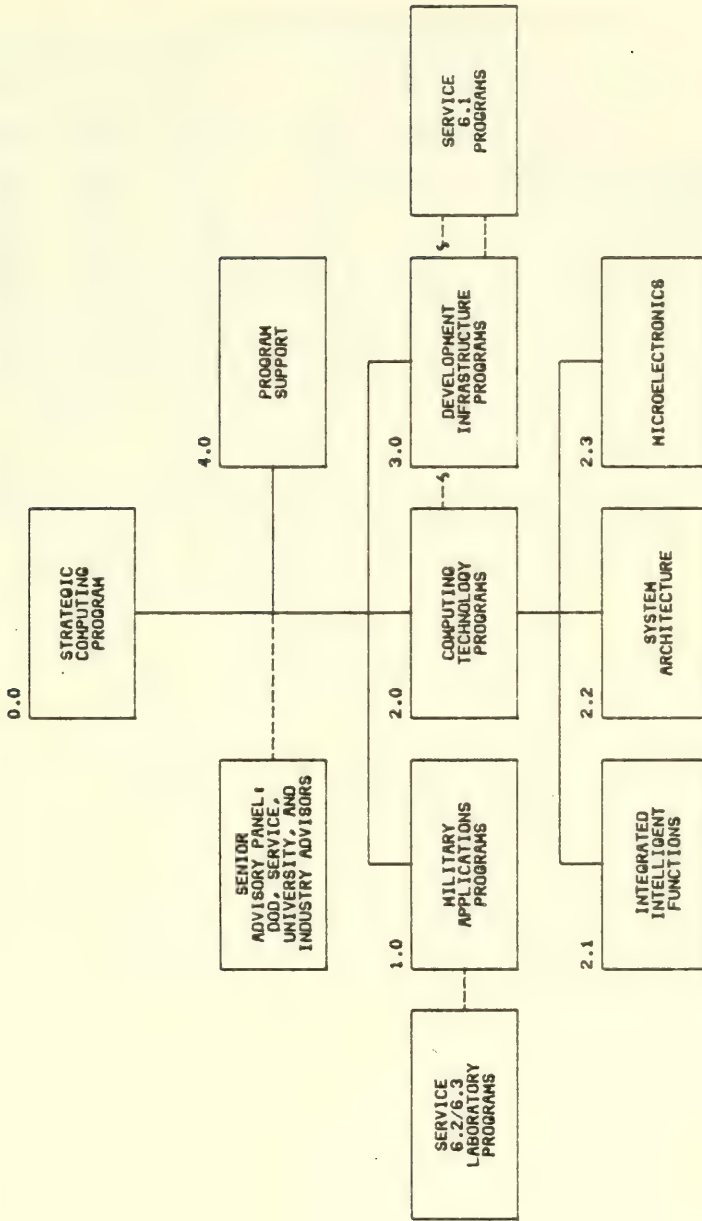 0.0
STRATEGIC
COMPUTING
PROGRAM
SENIOR
ADVISORY PANEL:
DOD, SERVICE,
UNIVERSITY, AND
INDUSTRY ADVISORS
4.0
PROGRAM
SUPPORT
SERVICE
6.2/6.3
LABORATORY
PROGRAMS
1.0
MILITARY
APPLICATIONS
PROGRAMS
2.0
COMPUTING
TECHNOLOGY
PROGRAMS
3.0
DEVELOPMENT
INFRASTRUCTURE
PROGRAMS
SERVICE
6.1
PROGRAMS
2.1
INTEGRATED
INTELLIGENT
FUNCTIONS
2.2
SYSTEM
ARCHITECTURE
2.3
MICROELECTRONICS